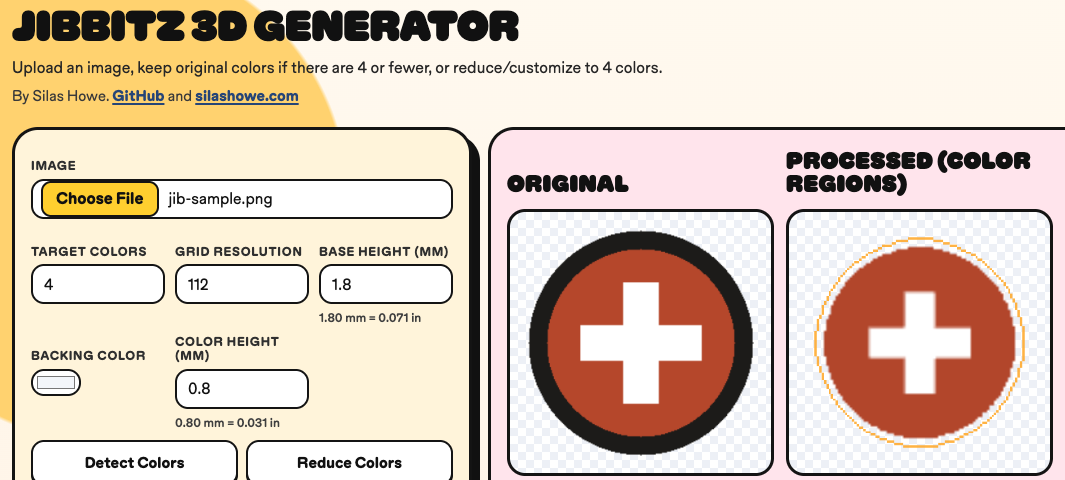 JIBBITZ 3D GENERATOR
Upload an image, keep original colors if there are 4 or fewer, or reduce/customize to 4 colors.
By Silas Howe. GitHub and silashowe.com
IMAGE
Choose File jib-sample.png
TARGET COLORS GRID RESOLUTION BASE HEIGHT (MM)
4 112 1.8
1.80 mm = 0.071 in
BACKING COLOR
COLOR HEIGHT
(MM)
0.8
0.80 mm = 0.031 in
Detect Colors Reduce Colors
ORIGINAL
PROCESSED (COLOR
REGIONS)